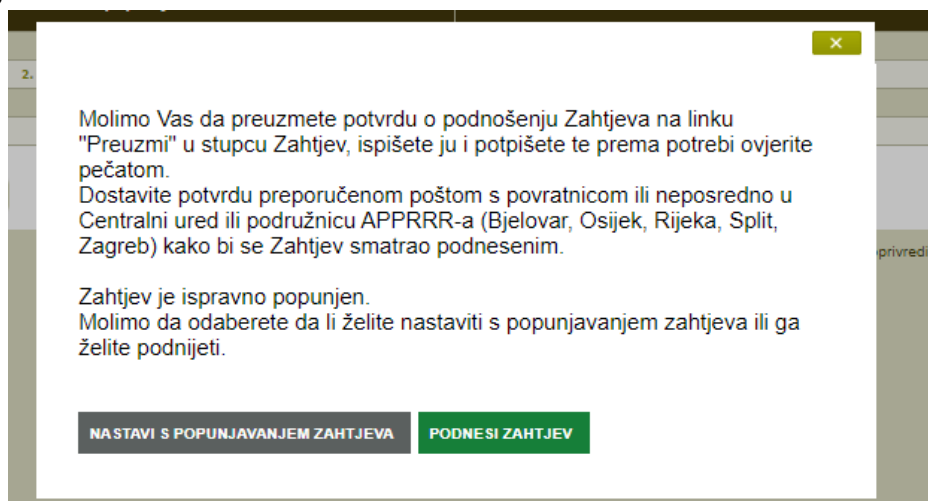 2.
Molimo Vas da preuzmete potvrdu o podnošenju Zahtjeva na linku
"Preuzmi" u stupcu Zahtjev, ispišete ju i potpišete te prema potrebi ovjerite
pečatom.
Dostavite potvrdu preporučenom poštom s povratnicom ili neposredno u
Centralni ured ili podružnicu APPRRR-a (Bjelovar, Osijek, Rijeka, Split,
Zagreb) kako bi se Zahtjev smatrao podnesenim.
Zahtjev je ispravno popunjen.
Molimo da odaberete da li želite nastaviti s popunjavanjem zahtjeva ili ga
želite podnijeti.
NASTAVI S POPUNJAVANJEM ZAHTJEVA PODNESI ZAHTJEV